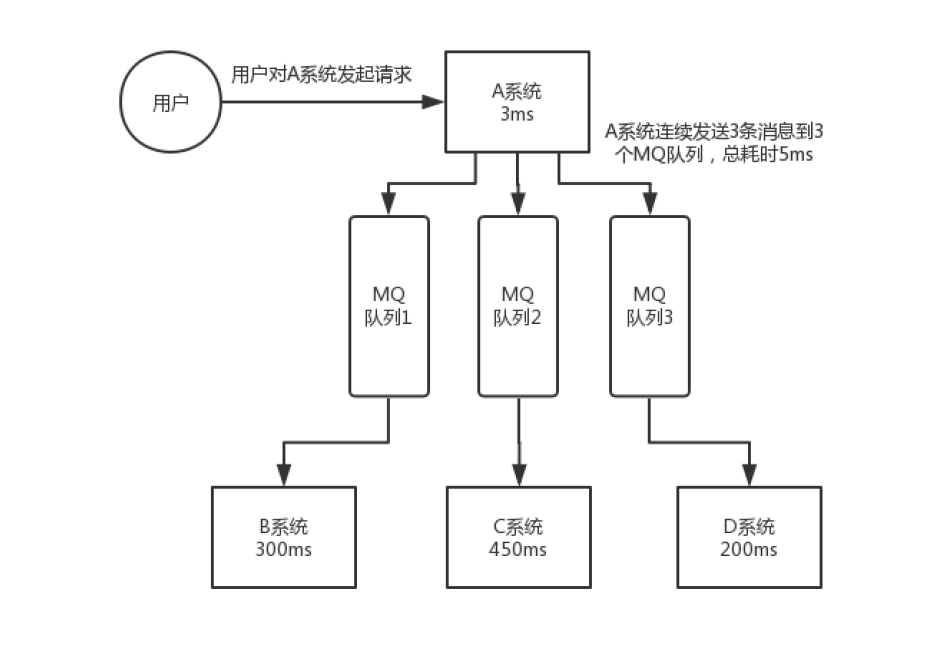 用户对A系统发起请求
用户
A系统
3ms
A系统连续发送3条消息到3
个MQ队列，总耗时5ms
MQ
队列1
MQ
队列2
MQ
队列3
B系统
300ms
C系统
450ms
D系统
200ms